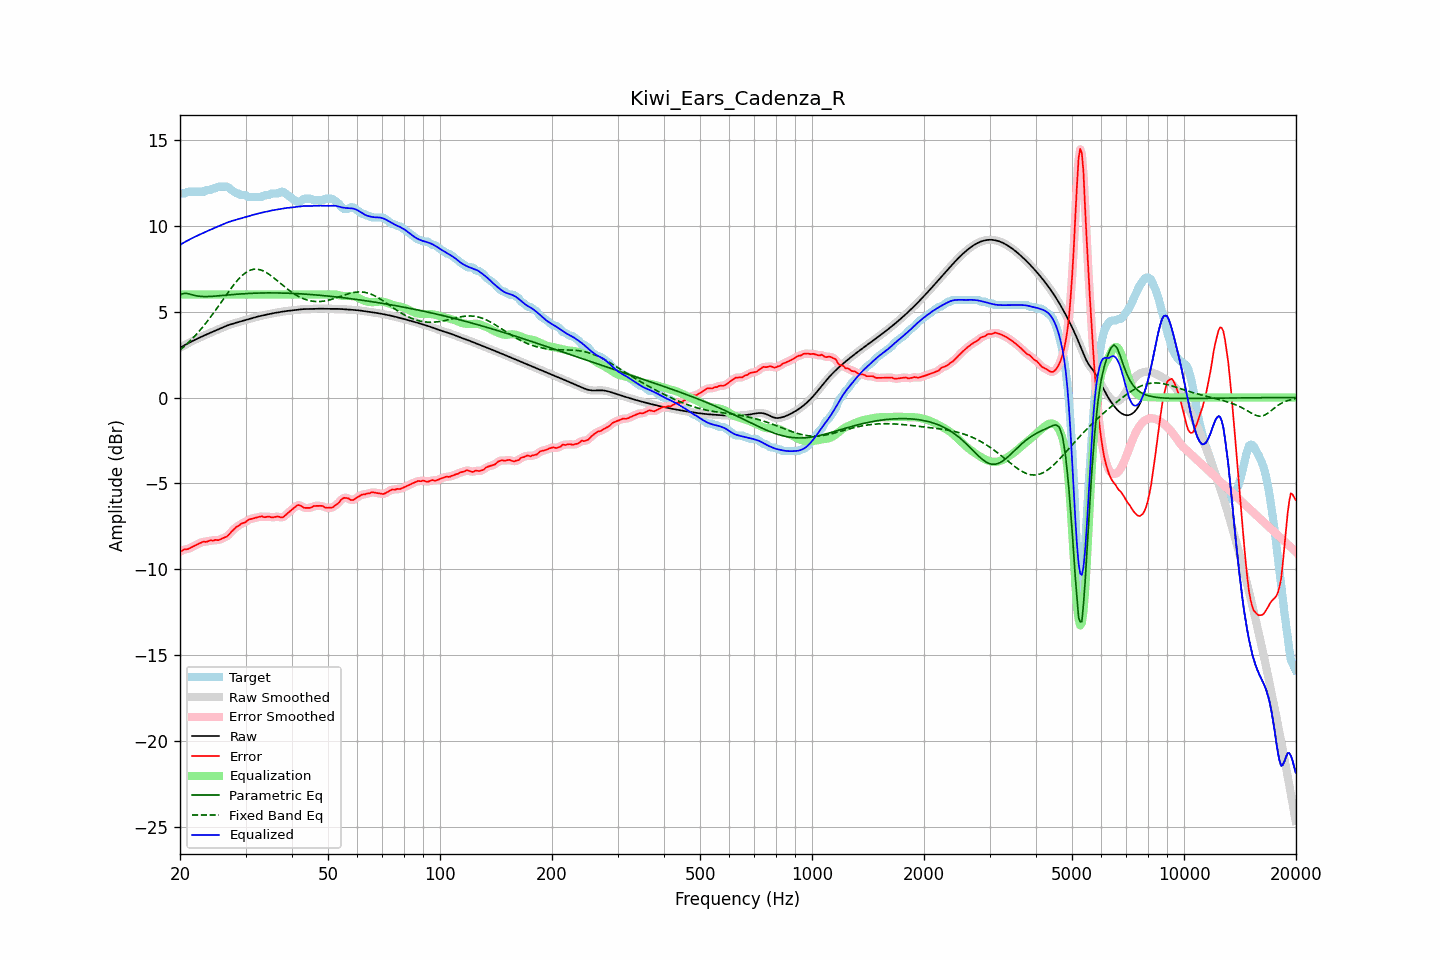 Kiwi_Ears_Cadenza_R
15
10
5
0
−5
−10
−15
−20
−25
Amplitude (dBr)
Target
Raw Smoothed
Error Smoothed
Raw
Error
Equalization
Parametric Eq
Fixed Band Eq
Equalized
20 50 100 200 500 1000 2000 5000 10000 20000
Frequency (Hz)